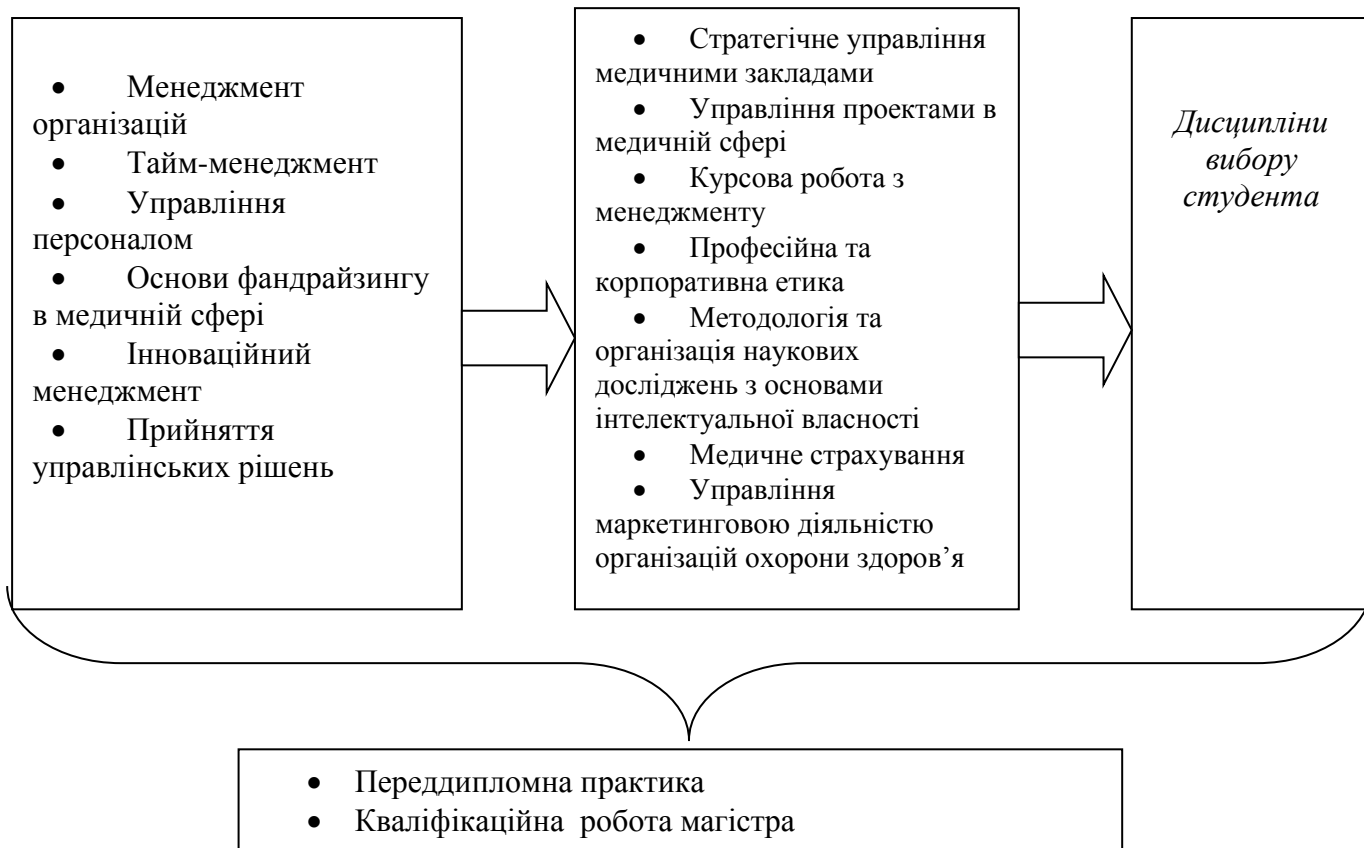 • Менеджмент
організацій
• Тайм-менеджмент
• Управління
персоналом
• Основи фандрайзингу
в медичній сфері
• Інноваційний
менеджмент
• Прийняття
управлінських рішень
• Стратегічне управління
медичними закладами
• Управління проектами в
медичній сфері
• Курсова робота з
менеджменту
• Професійна та
корпоративна етика
• Методологія та
організація наукових
досліджень з основами
інтелектуальної власності
• Медичне страхування
• Управління
маркетинговою діяльністю
організацій охорони здоров’я
Дисципліни
вибору
студента
• Переддипломна практика
• Кваліфікаційна робота магістра